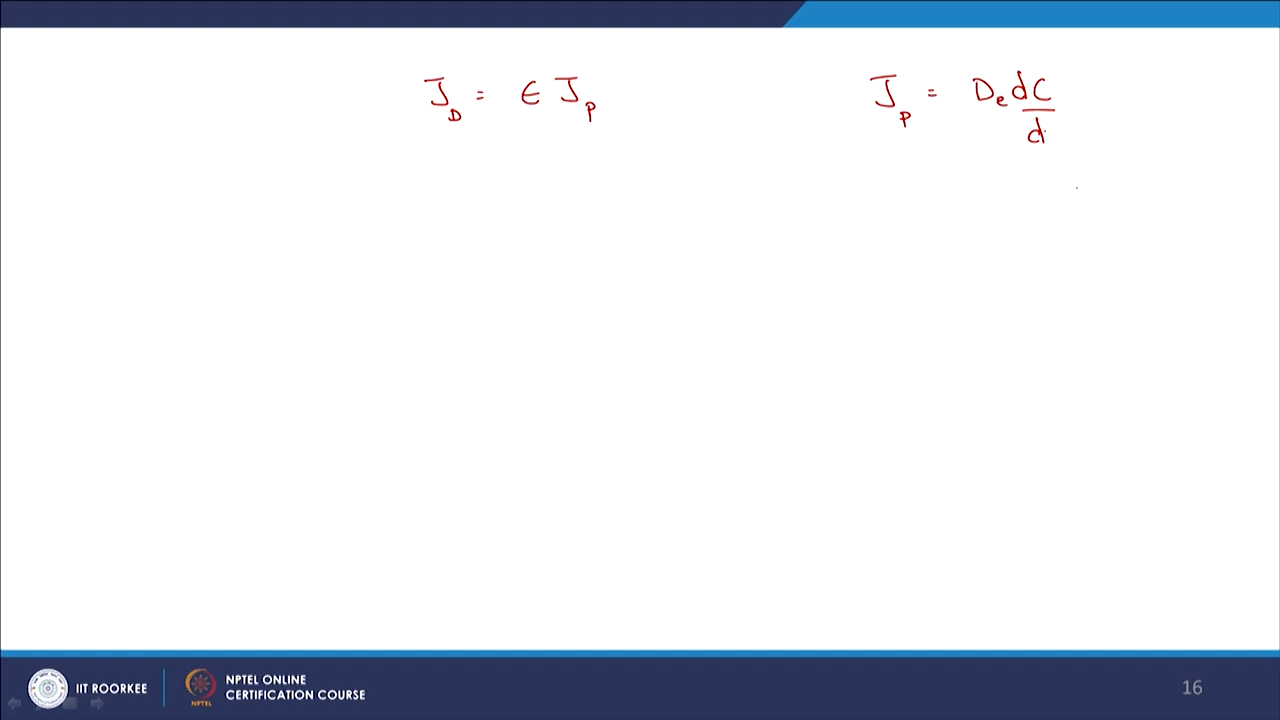 J_D = ∈ J_p
J_p = D_e dC/d
IIT ROORKEE
NPTEL ONLINE
CERTIFICATION COURSE
16